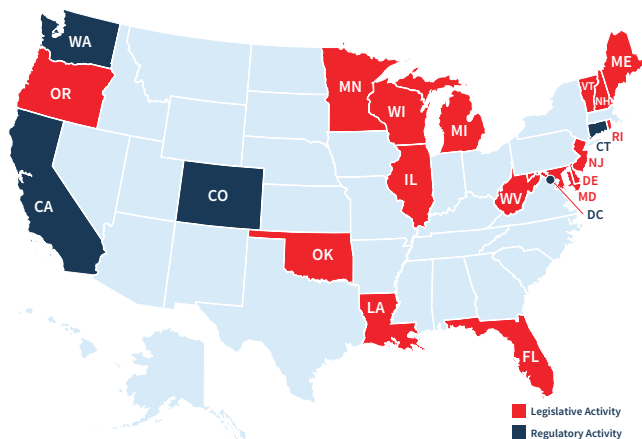 WA
OR
CA
CO
MN
WI
MI
IL
OK
LA
FL
WV
ME
VT
NH
RI
CT
NJ
DE
MD
DC
Legislative Activity
Regulatory Activity